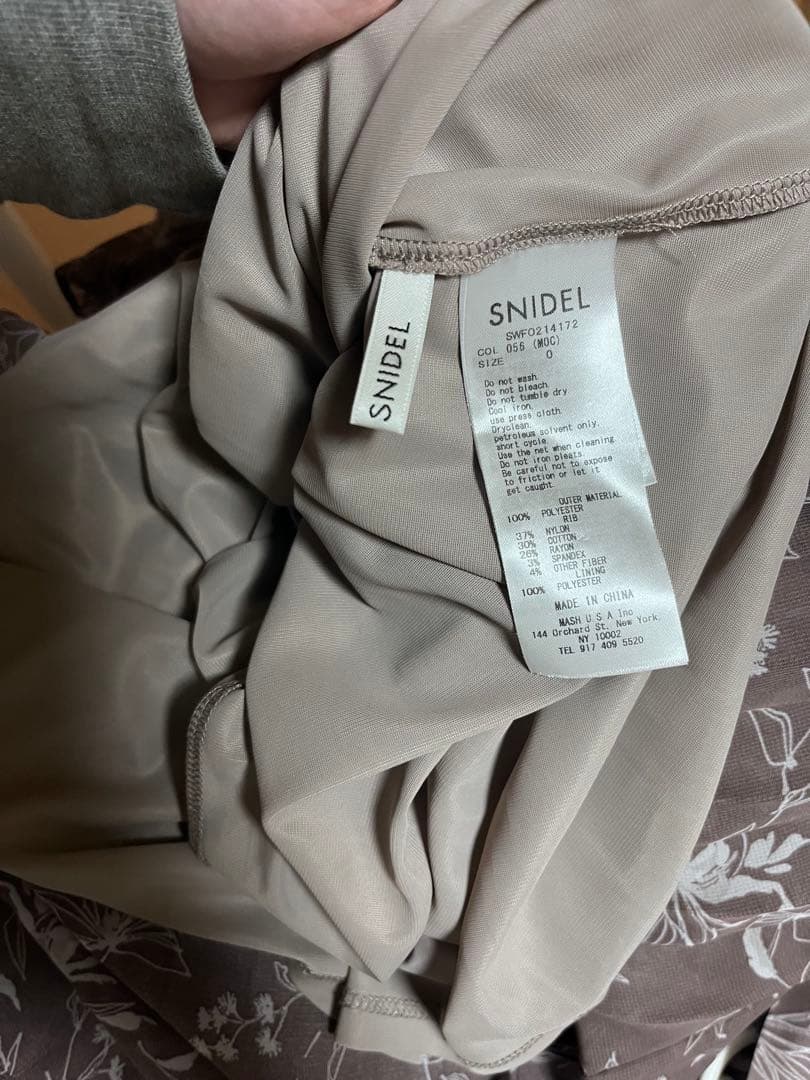 SNIDEL
SNIDEL
SWFO214172
COL 055 (MOC)
SIZE 0
Do not wash.
Do not bleach.
Do not tumble dry
Cool iron.
use press cloth
Dryclean.
petroleum solvent only.
short cycle.
Use the net when cleaning.
Do not iron pleats.
Be careful not to expose
to friction or let it
get caught.
OUTER MATERIAL
100% POLYESTER
RIB
37% NYLON
30% COTTON
26% RAYON
3% SPANDEX
4% OTHER FIBER
LINING
100% POLYESTER
MADE IN CHINA
MASH U S A Inc
144 Orchard St. New York.
NY 10002
TEL 917 409 5520